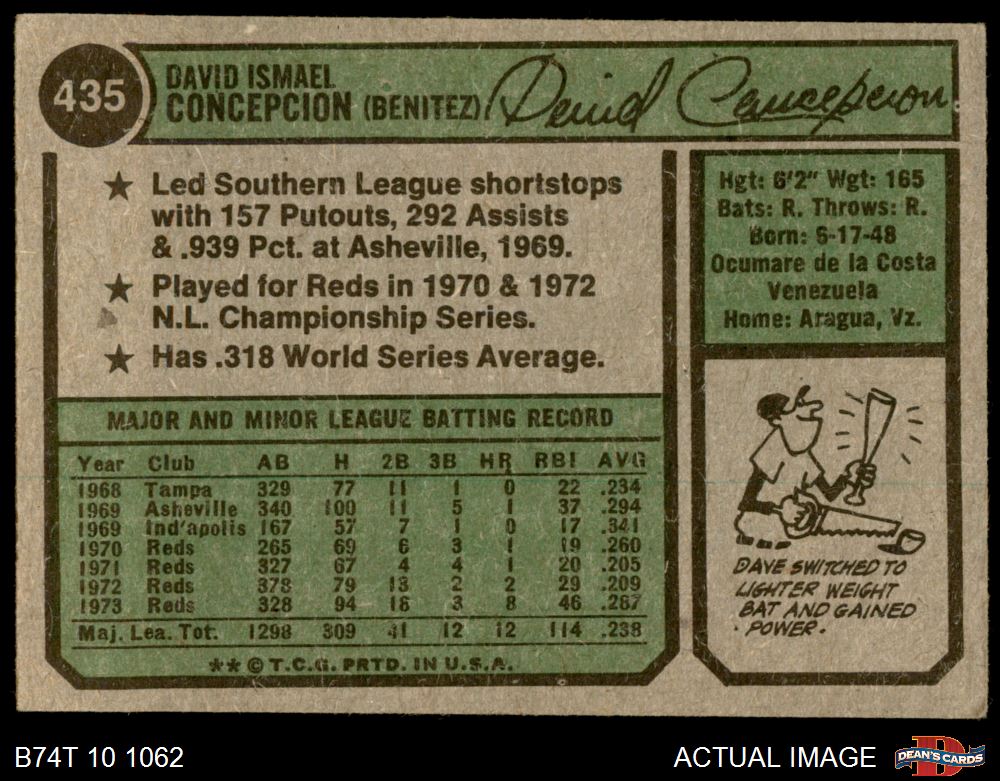 435
DAVID ISMAEL
CONCEPCION (BENITEZ)
David Concepcion
★ Led Southern League shortstops
with 157 Putouts, 292 Assists
& .939 Pct. at Asheville, 1969.
★ Played for Reds in 1970 & 1972
N.L. Championship Series.
★ Has .318 World Series Average.
MAJOR AND MINOR LEAGUE BATTING RECORD
Year Club AB H 2B 3B HR RBI AVG
1968 Tampa 329 77 11 1 0 22 .234
1969 Asheville 340 100 11 5 1 37 .294
1969 Ind'apolis 167 57 7 1 0 17 .341
1970 Reds 265 69 6 3 1 19 .260
1971 Reds 327 67 4 4 1 20 .205
1972 Reds 378 79 13 2 2 29 .209
1973 Reds 328 94 18 3 8 46 .287
Maj. Lea. Tot. 1298 309 41 12 12 114 .238
★★ © T.C.G. PRTD. IN U.S.A.
Hgt: 6'2" Wgt: 165
Bats: R. Throws: R.
Born: 6-17-48
Ocumare de la Costa
Venezuela
Home: Aragua, Vz.
DAVE SWITCHED TO
LIGHTER WEIGHT
BAT AND GAINED
POWER.
B74T 10 1062
ACTUAL IMAGE
D
DEAN'S CARDS